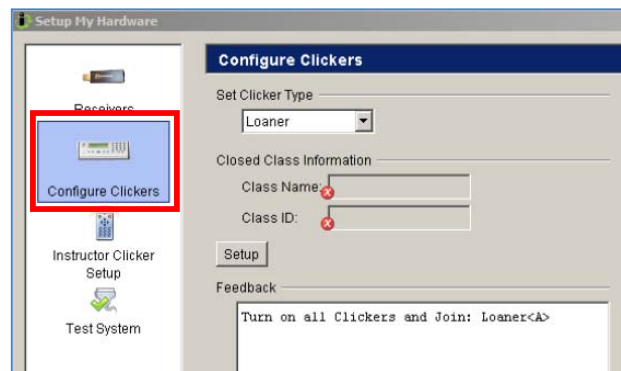 Setup My Hardware
Receivers
Configure Clickers
Instructor Clicker
Setup
Test System
Configure Clickers
Set Clicker Type
Loaner
Closed Class Information
Class Name:
Class ID:
Setup
Feedback
Turn on all Clickers and Join: Loaner<A>